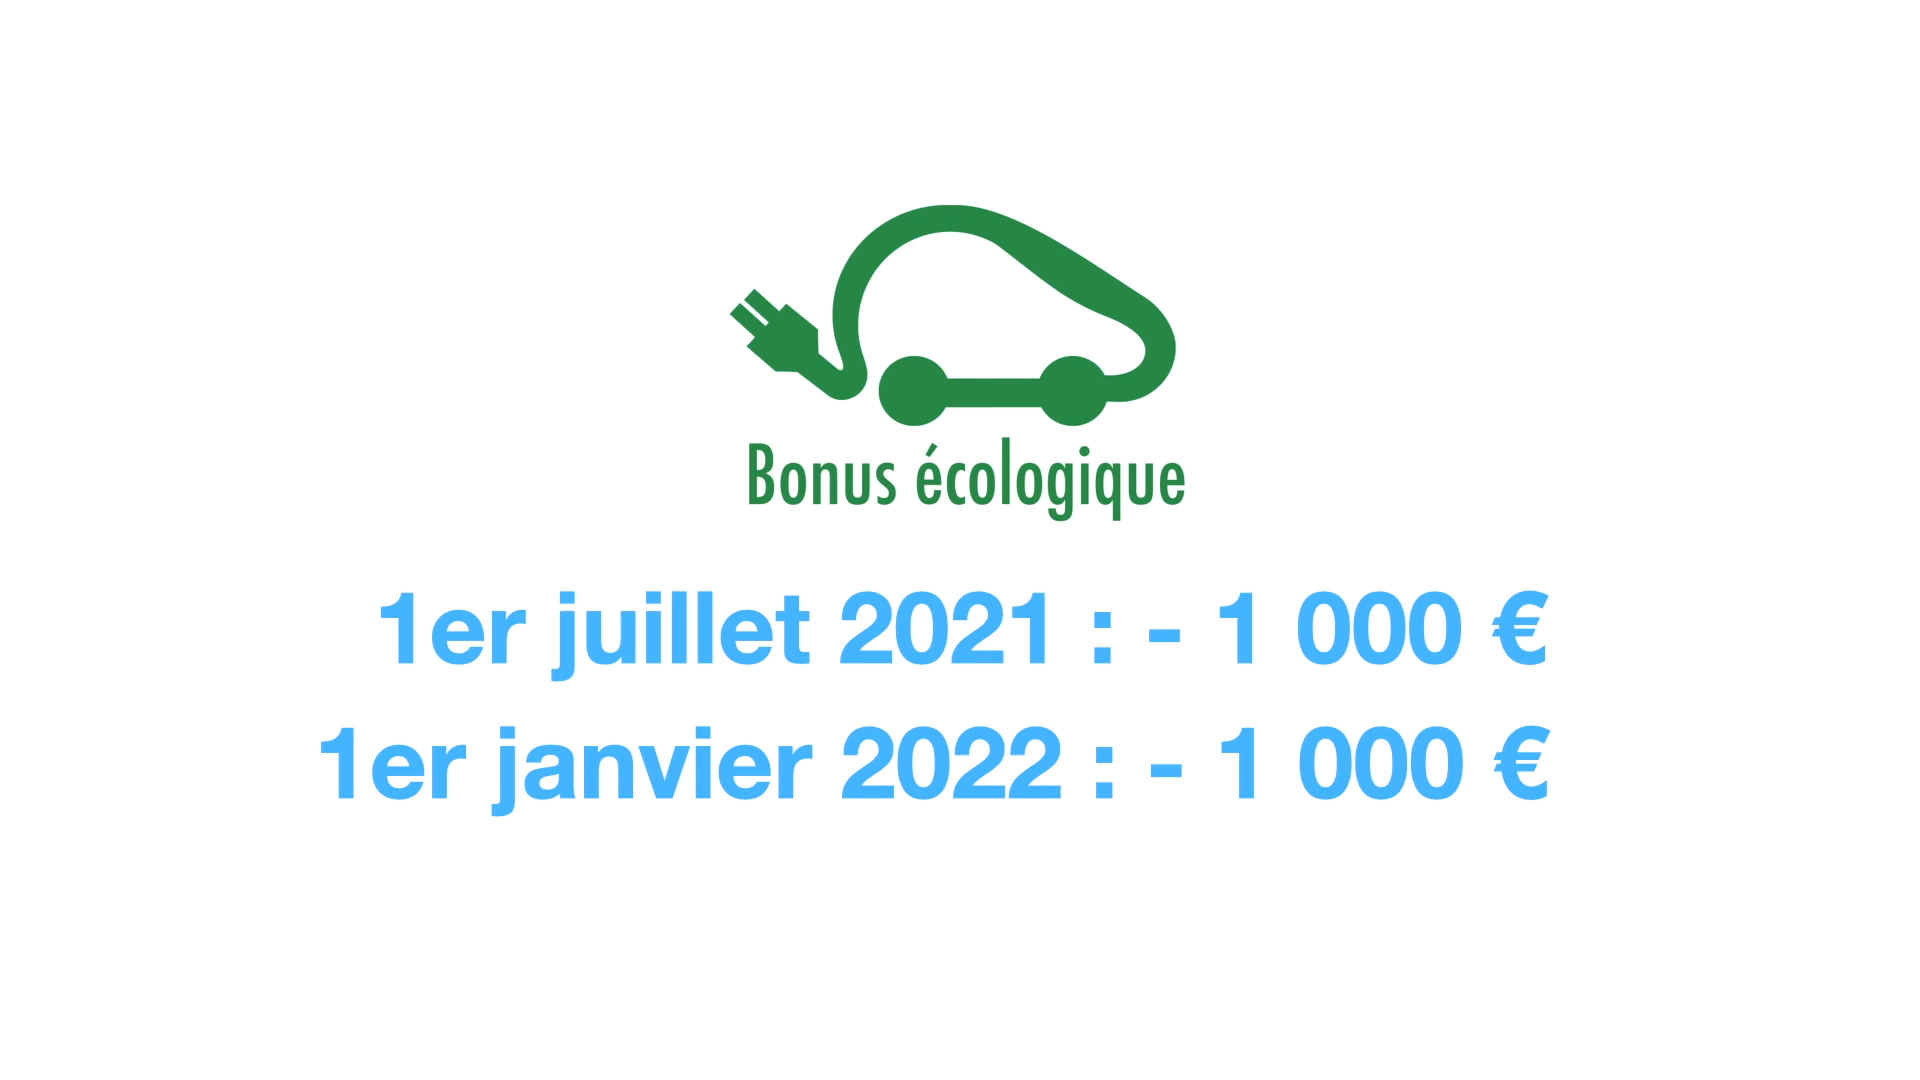 Bonus écologique
1er juillet 2021 : - 1 000 €
1er janvier 2022 : - 1 000 €